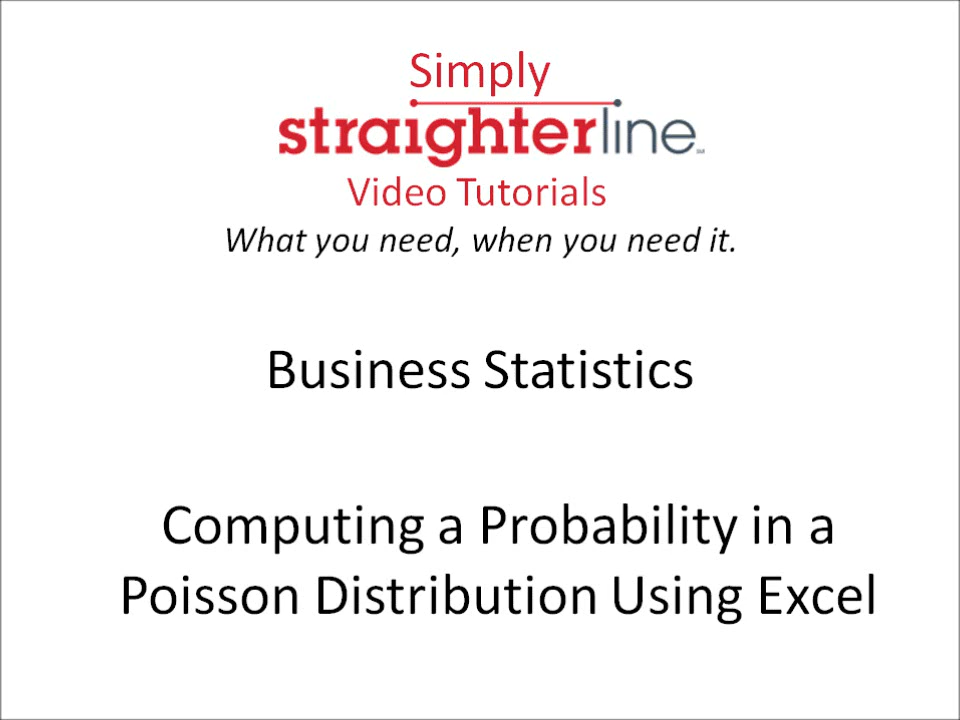 Simply
straighterline
Video Tutorials
What you need, when you need it.
Business Statistics
Computing a Probability in a
Poisson Distribution Using Excel